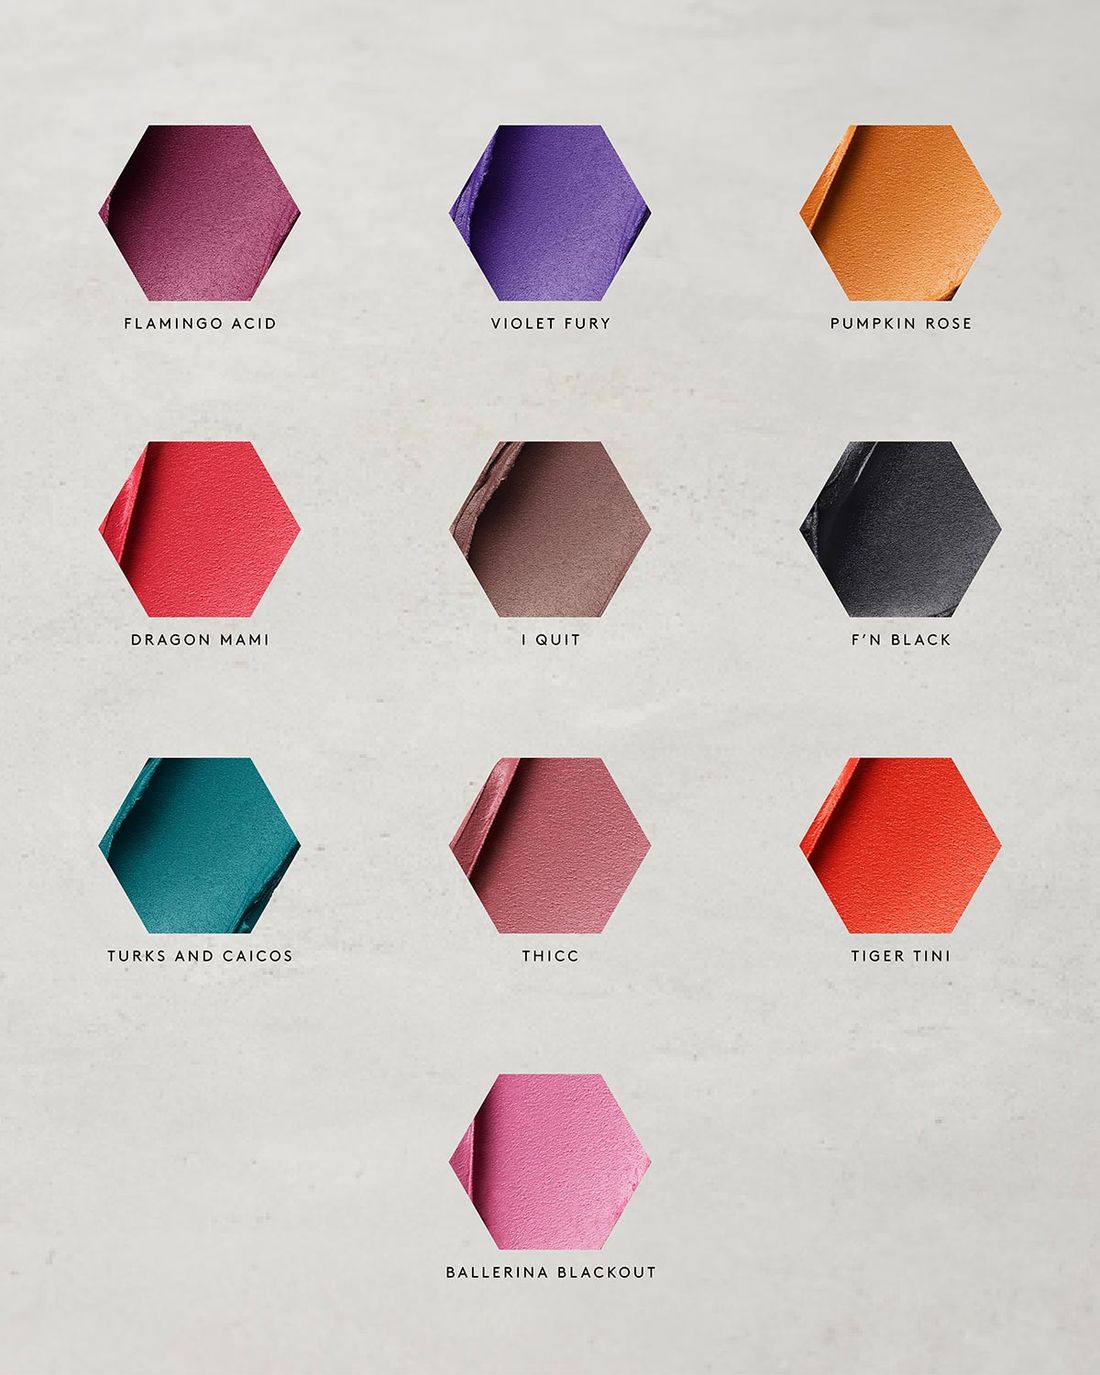 FLAMINGO ACID
VIOLET FURY
PUMPKIN ROSE
DRAGON MAMI
I QUIT
F'N BLACK
TURKS AND CAICOS
THICC
TIGER TINI
BALLERINA BLACKOUT